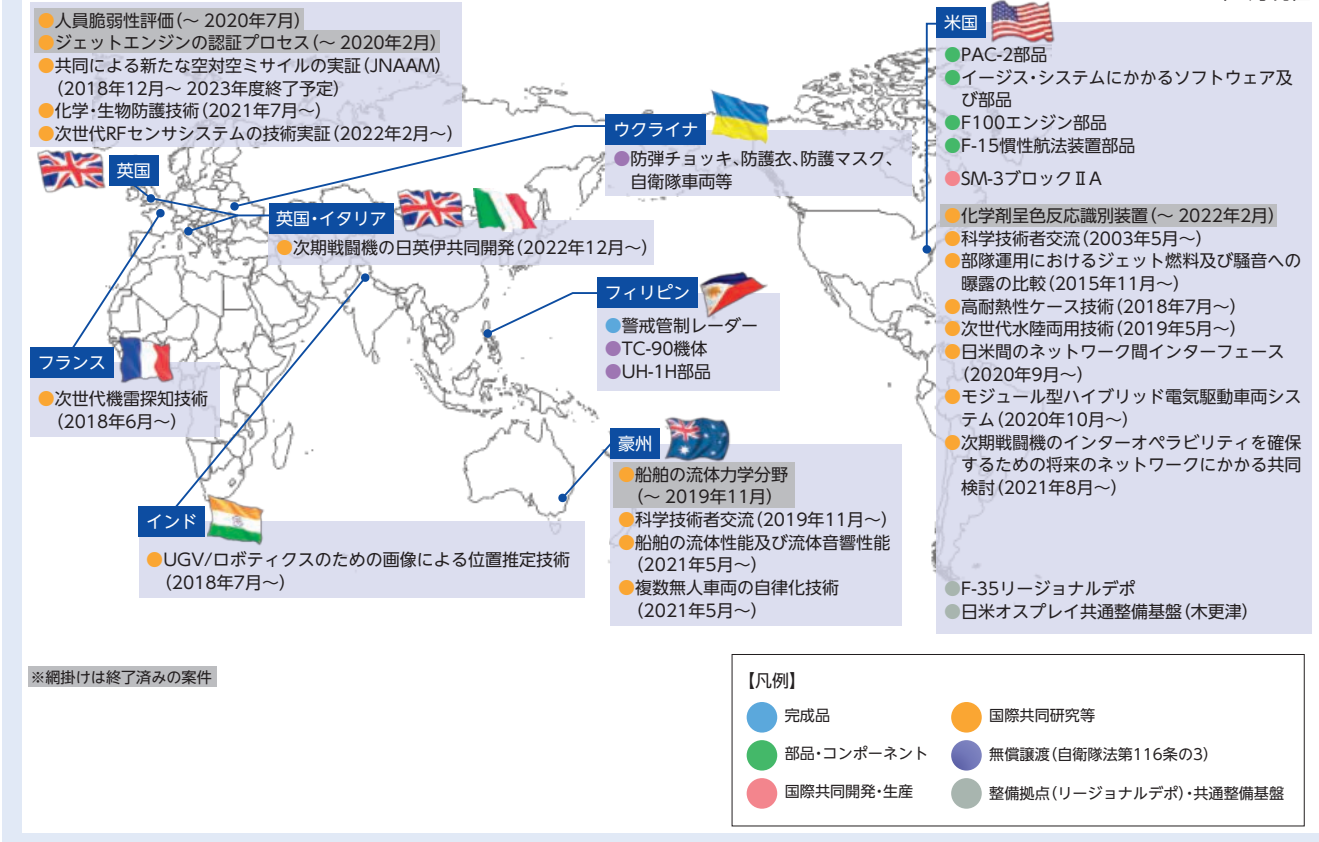 ●人員脆弱性評価(～2020年7月)
●ジェットエンジンの認証プロセス(～2020年2月)
●共同による新たな空対空ミサイルの実証(JNAAM)
(2018年12月～2023年度終了予定)
●化学・生物防護技術(2021年7月～)
●次世代RFセンサシステムの技術実証(2022年2月～)
英国
ウクライナ
●防弾チョッキ、防護衣、防護マスク、
自衛隊車両等
英国・イタリア
●次期戦闘機の日英伊共同開発(2022年12月～)
フランス
●次世代機雷探知技術
(2018年6月～)
フィリピン
●警戒管制レーダー
●TC-90機体
●UH-1H部品
インド
●UGV/ロボティクスのための画像による位置推定技術
(2018年7月～)
豪州
●船舶の流体力学分野
(～2019年11月)
●科学技術者交流(2019年11月～)
●船舶の流体性能及び流体音響性能
(2021年5月～)
●複数無人車両の自律化技術
(2021年5月～)
米国
●PAC-2部品
●イージス・システムにかかるソフトウェア及
び部品
●F100エンジン部品
●F-15慣性航法装置部品
●SM-3ブロックⅡA
●化学剤呈色反応識別装置(～2022年2月)
●科学技術者交流(2003年5月～)
●部隊運用におけるジェット燃料及び騒音への
曝露の比較(2015年11月～)
●高耐熱性ケース技術(2018年7月～)
●次世代水陸両用技術(2019年5月～)
●日米間のネットワーク間インターフェース
(2020年9月～)
●モジュール型ハイブリッド電気駆動車両シス
テム(2020年10月～)
●次期戦闘機のインターオペラビリティを確保
するための将来のネットワークにかかる共同
検討(2021年8月～)
●F-35リージョナルデポ
●日米オスプレイ共通整備基盤(木更津)
※網掛けは終了済みの案件
【凡例】
完成品
部品・コンポーネント
国際共同開発・生産
国際共同研究等
無償譲渡(自衛隊法第116条の3)
整備拠点(リージョナルデポ)・共通整備基盤